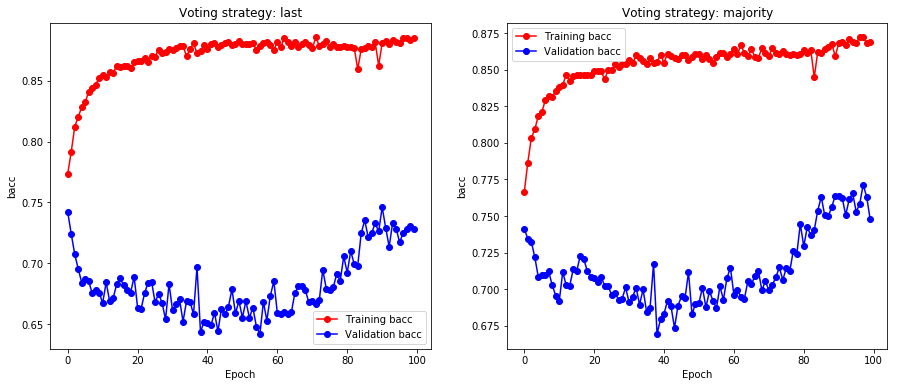 Voting strategy: last
bacc
0.85
0.80
0.75
0.70
0.65
0
20
40
60
80
100
Epoch
Training bacc
Validation bacc
Voting strategy: majority
bacc
0.875
0.850
0.825
0.800
0.775
0.750
0.725
0.700
0.675
0
20
40
60
80
100
Epoch
Training bacc
Validation bacc